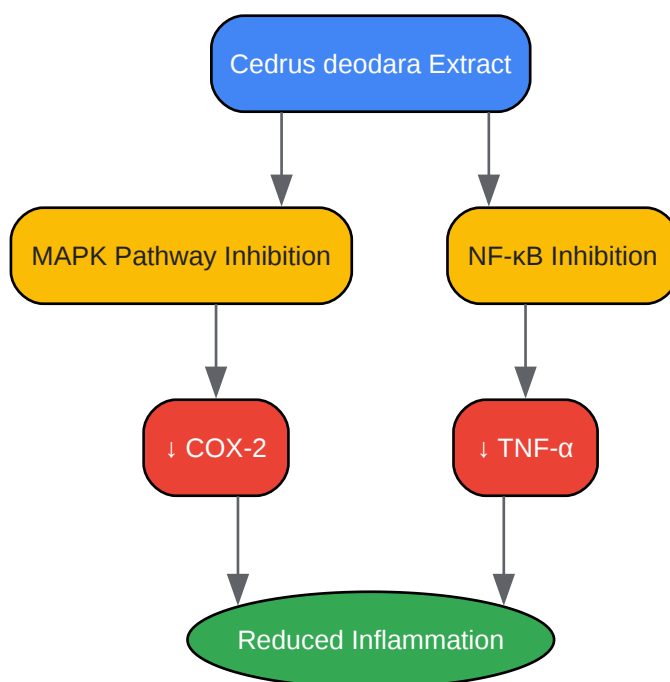 Cedrus deodara Extract
MAPK Pathway Inhibition
NF-κB Inhibition
↓ COX-2
↓ TNF-α
Reduced Inflammation